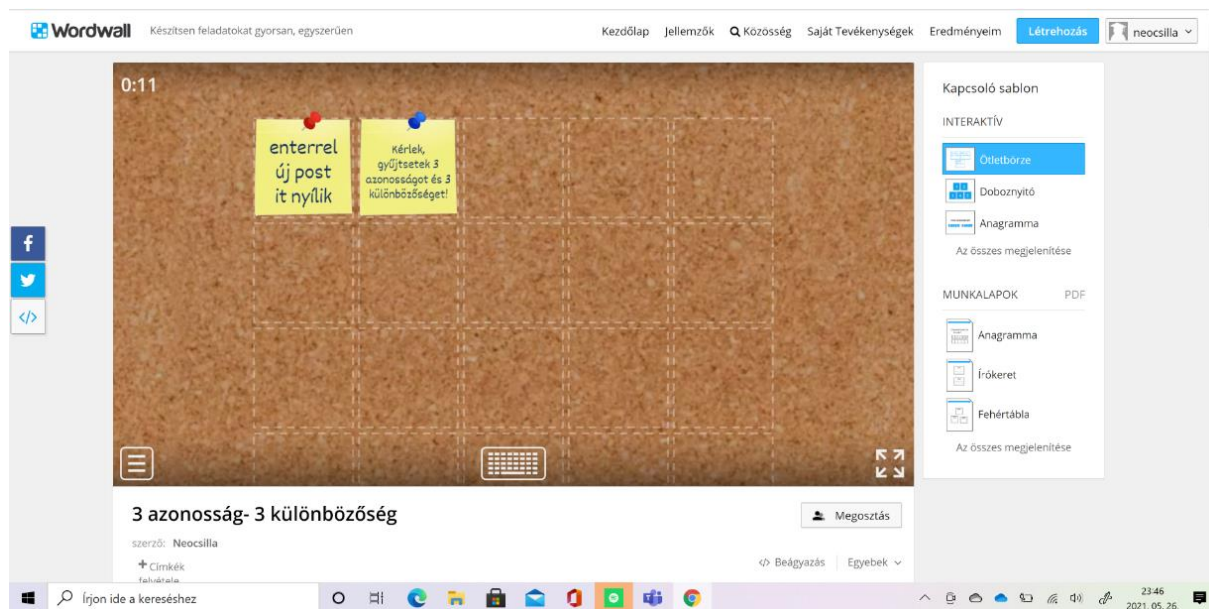 Wordwall Készítsen feladatokat gyorsan, egyszerűen Kezdőlap Jellemzők Közösség Saját Tevékenységek Eredményeim Létrehozás neocsilla
0:11
enterrel
új post
it nyílik
Kérlek,
gyűjtsetek 3
azonosságot és 3
különbözőséget!
Kapcsoló sablon
INTERAKTÍV
Ötletbörze
Doboznyitó
Anagramma
Az összes megjelenítése
MUNKALAPOK PDF
Anagramma
Írókeret
Fehértábla
Az összes megjelenítése
f
</>
3 azonosság- 3 különbözőség
Megosztás
szerző: Neocsilla
+ Címkék
felvétele
</> Beágyazás Egyebek
Írjon ide a kereséshez
23:46
2021. 05. 26.